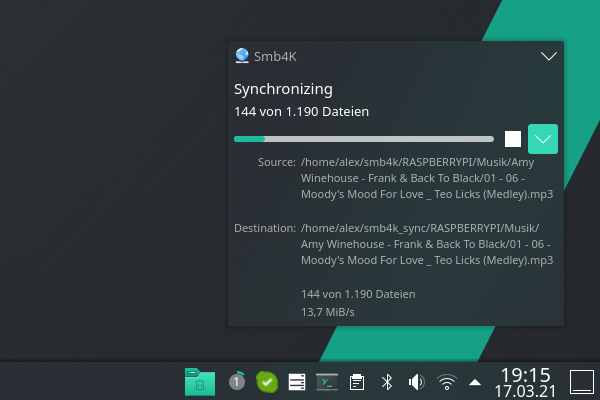 Smb4K
Synchronizing
144 von 1.190 Dateien
Source: /home/alex/smb4k/RASPBERRYPI/Musik/Amy
Winehouse - Frank & Back To Black/01 - 06 -
Moody's Mood For Love _ Teo Licks (Medley).mp3
Destination: /home/alex/smb4k_sync/RASPBERRYPI/Musik/
Amy Winehouse - Frank & Back To Black/01 - 06 -
Moody's Mood For Love _ Teo Licks (Medley).mp3
144 von 1.190 Dateien
13,7 MiB/s
1
19:15
17.03.21